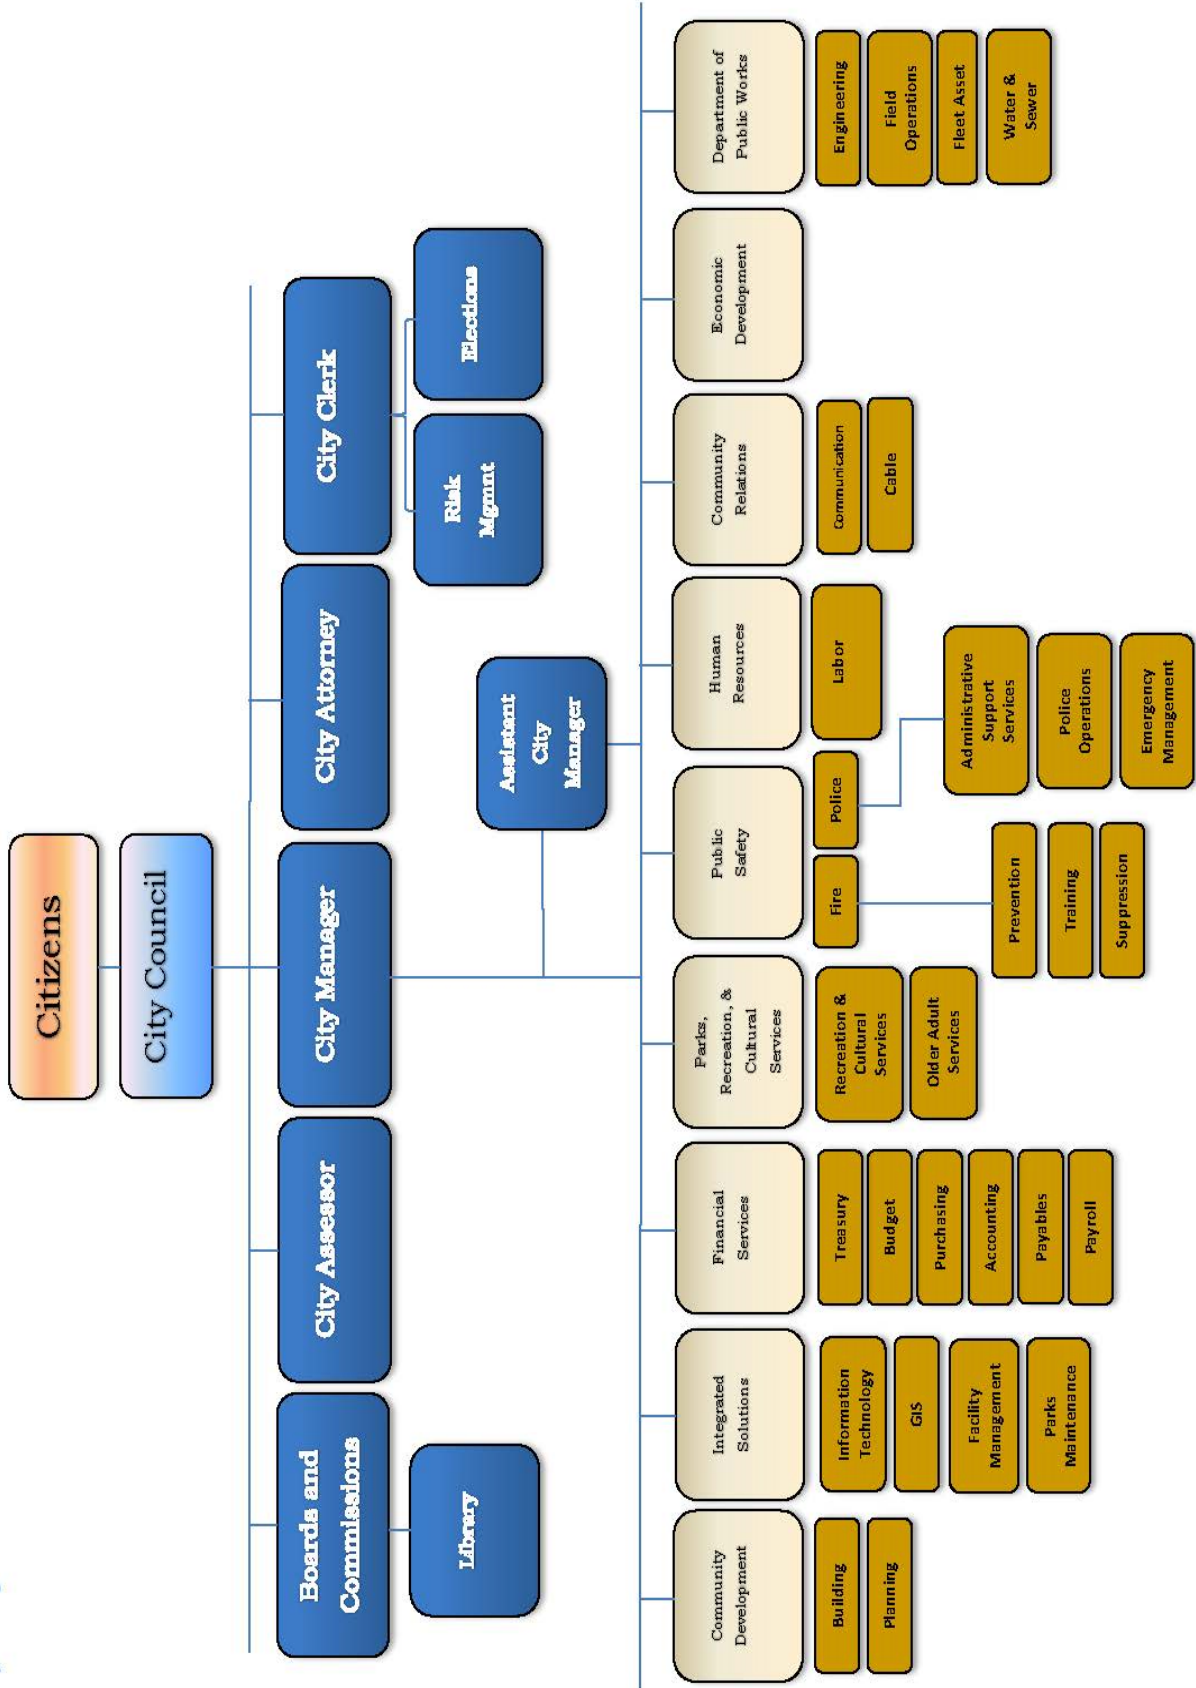 Citizens
City Council
Boards and
Commissions
City Assessor
City Manager
City Attorney
City Clerk
Library
Risk
Mgmnt
Elections
Assistant
City
Manager
Community
Development
Building
Planning
Integrated
Solutions
Information
Technology
GIS
Facility
Management
Parks
Maintenance
Financial
Services
Treasury
Budget
Purchasing
Accounting
Payables
Payroll
Parks,
Recreation, &
Cultural
Services
Recreation &
Cultural
Services
Older Adult
Services
Public
Safety
Fire
Police
Prevention
Training
Suppression
Administrative
Support
Services
Police
Operations
Emergency
Management
Human
Resources
Labor
Community
Relations
Communication
Cable
Economic
Development
Department of
Public Works
Engineering
Field
Operations
Fleet Asset
Water &
Sewer